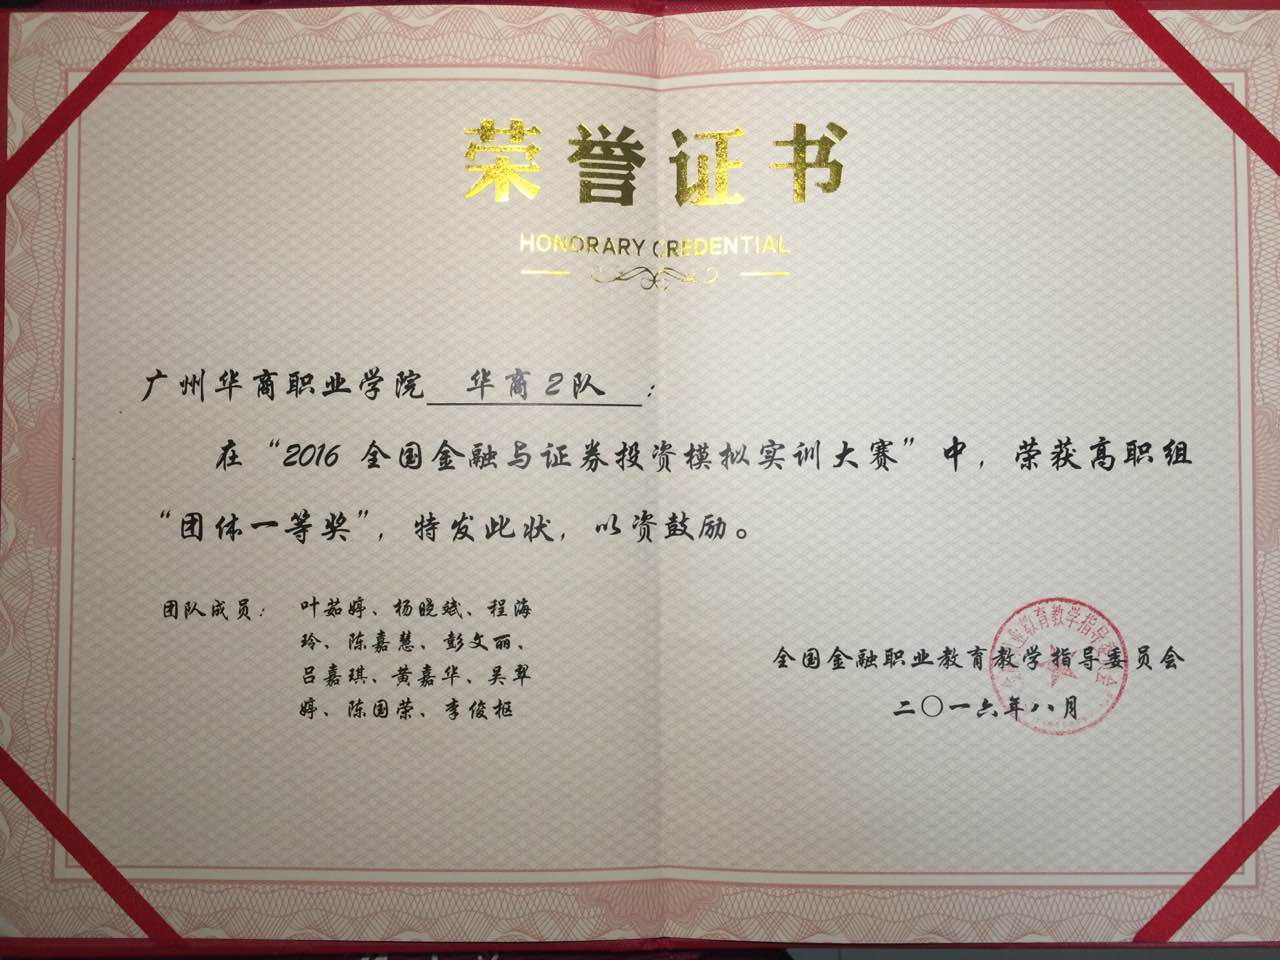 荣誉证书
HONORARY CREDENTIAL
广州华商职业学院 华商2队 :
在“2016 全国金融与证券投资模拟实训大赛”中，荣获高职组
“团体一等奖”，特发此状，以资鼓励。
团队成员： 叶茹婷、杨晓斌、程海
玲、陈嘉慧、彭文丽、
吕嘉琪、黄嘉华、吴翠
婷、陈国荣、李俊枢
全国金融职业教育教学指导委员会
二〇一六年八月